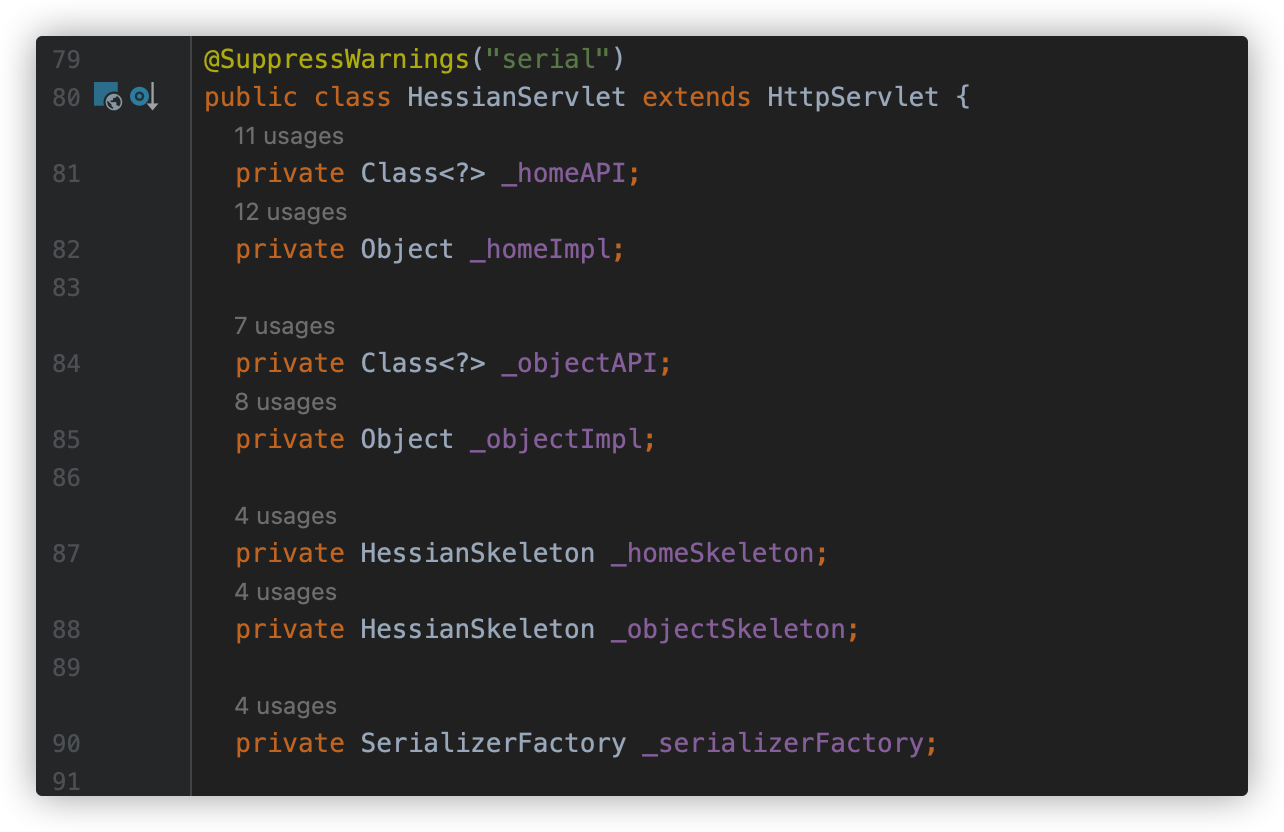 79 @SuppressWarnings("serial")
80 public class HessianServlet extends HttpServlet {
11 usages
81 private Class<?> _homeAPI;
12 usages
82 private Object _homeImpl;
83
7 usages
84 private Class<?> _objectAPI;
8 usages
85 private Object _objectImpl;
86
4 usages
87 private HessianSkeleton _homeSkeleton;
4 usages
88 private HessianSkeleton _objectSkeleton;
89
4 usages
90 private SerializerFactory _serializerFactory;
91